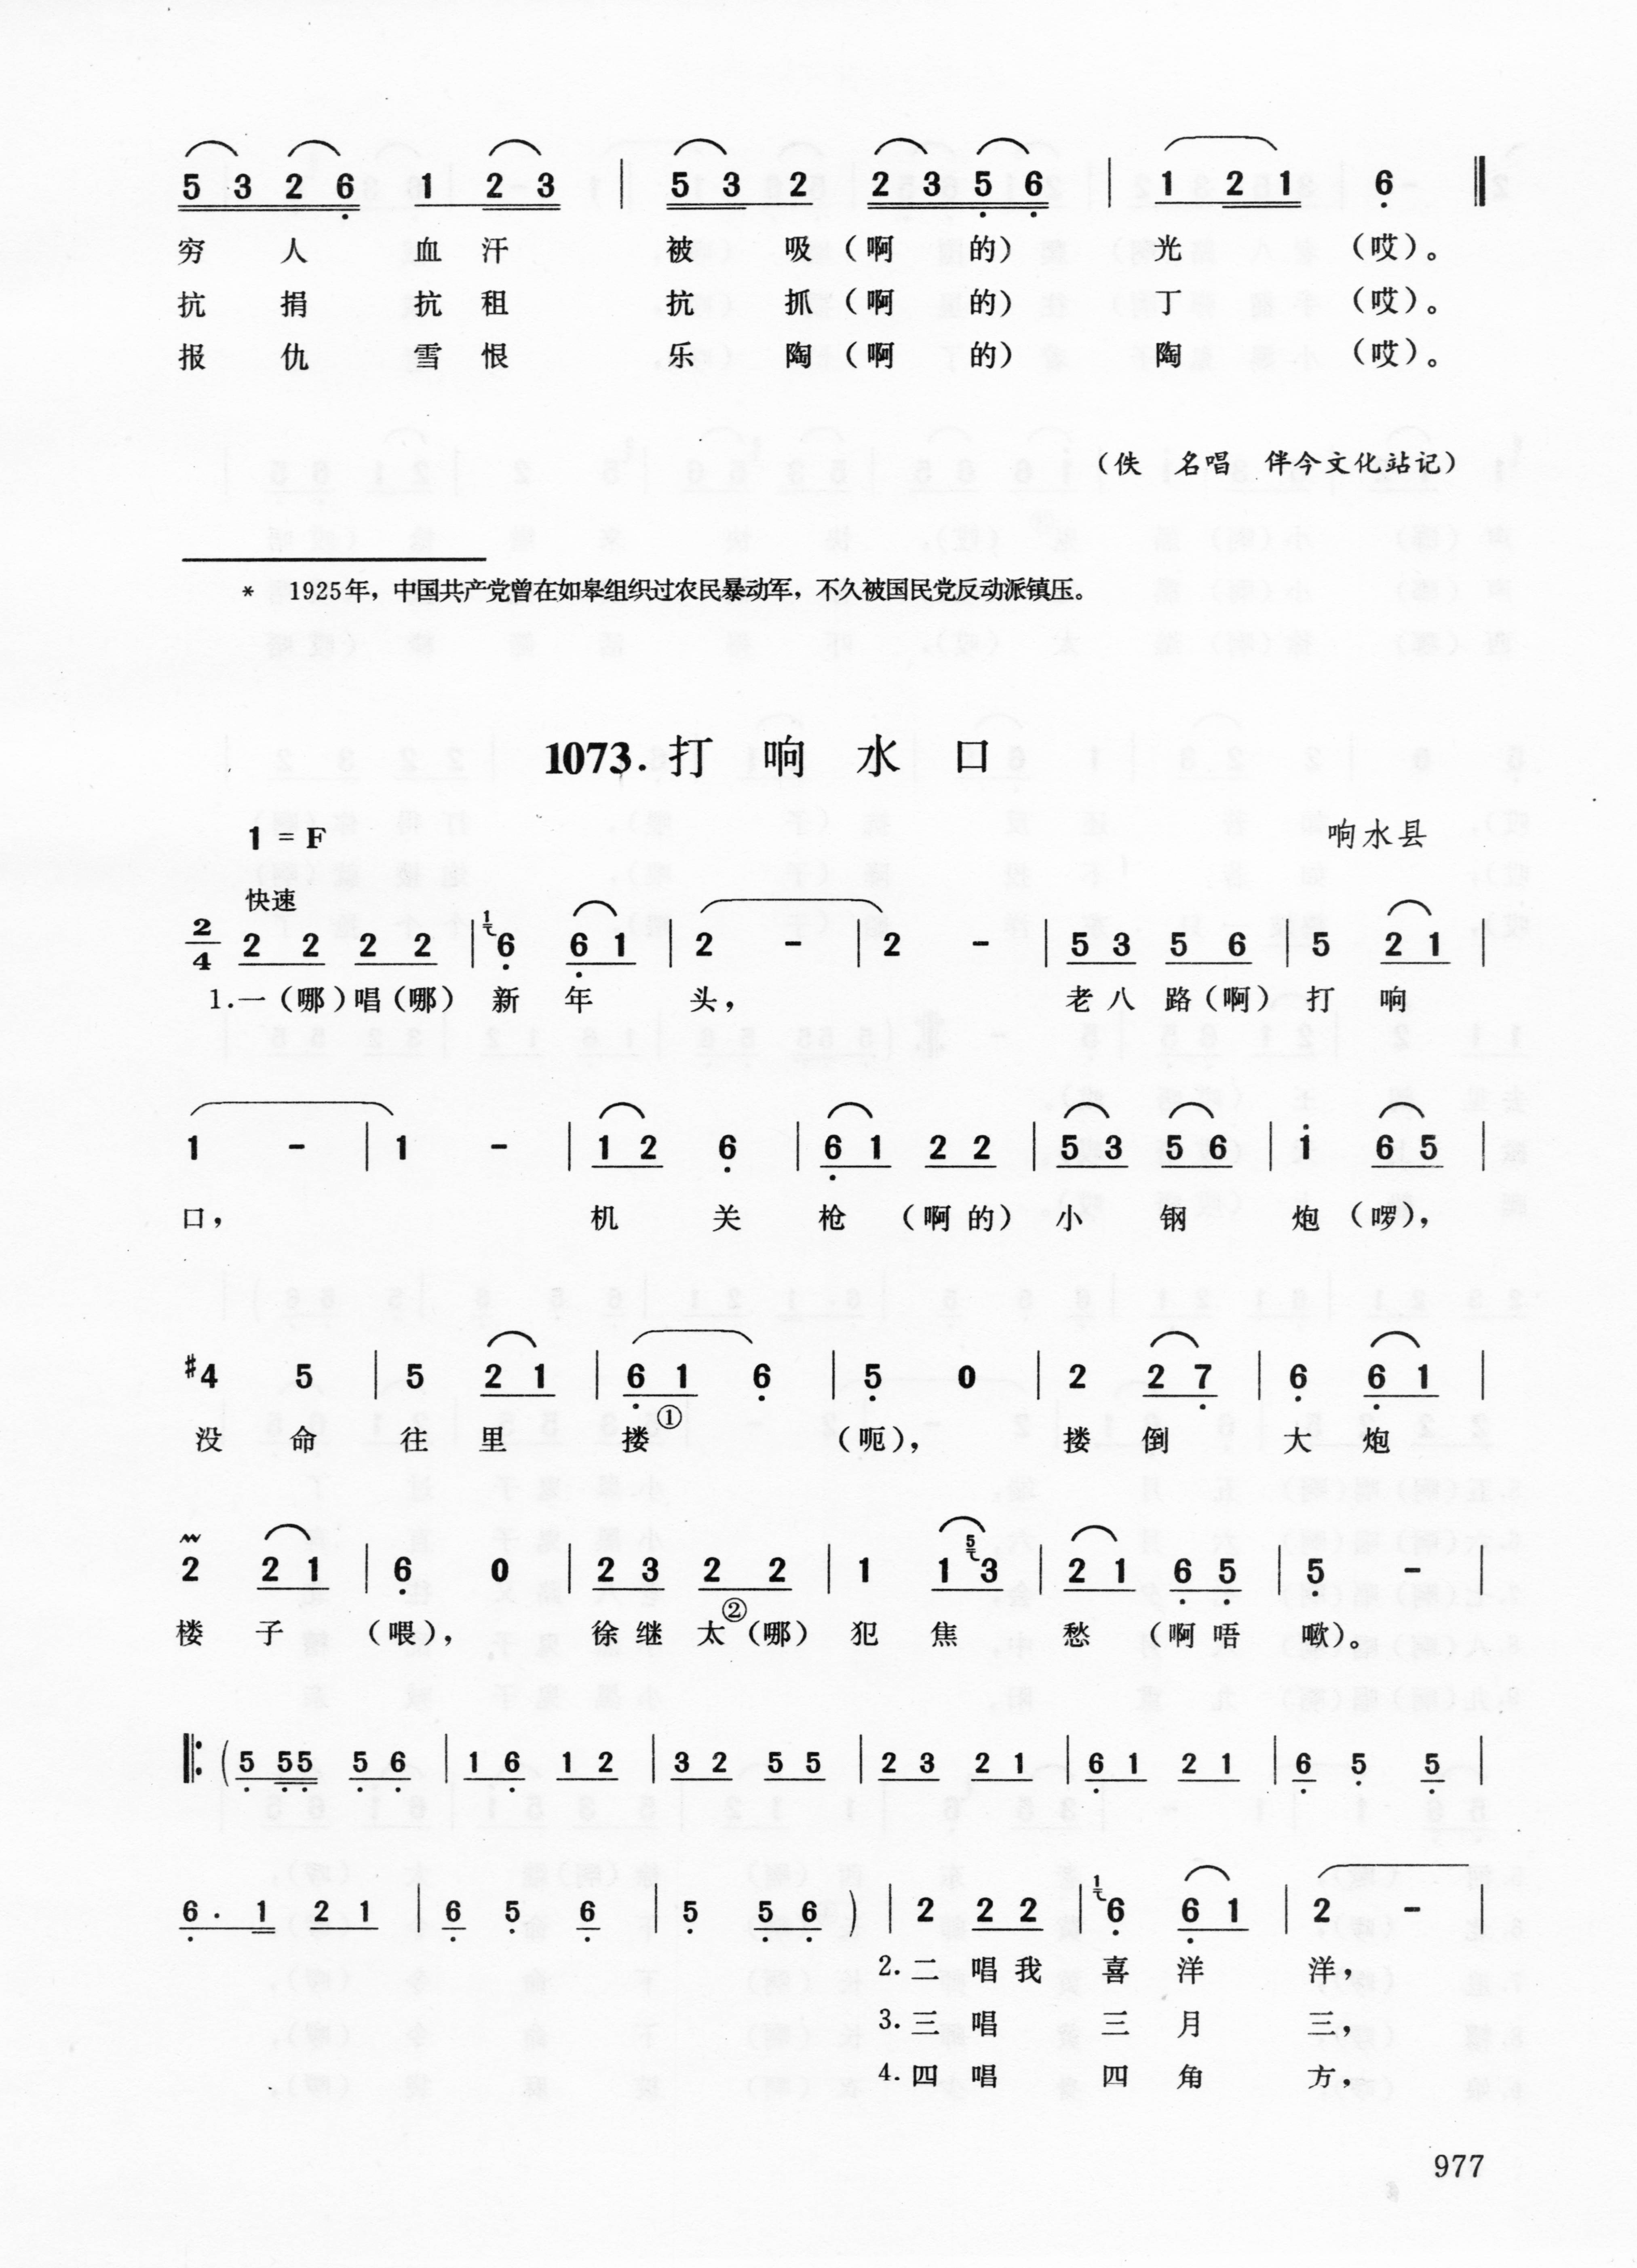 5 3 2 6 1 2 3 | 5 3 2 2 3 5 6 | 1 2 1 6 ‖
穷 人 血 汗 被 吸（啊 的）光 （哎）。
抗 捐 抗 租 抗 抓（啊 的）丁 （哎）。
报 仇 雪 恨 乐 陶（啊 的）陶 （哎）。
（佚 名唱 伴今文化站记）
* 1925年，中国共产党曾在如皋组织过农民暴动军，不久被国民党反动派镇压。
1073.打 响 水 口
1 = F
响水县
快速
2/4 2 2 2 2 | 1 6 6 1 | 2 - | 2 - | 5 3 5 6 | 5 2 1 |
1.一（哪）唱（哪） 新 年 头， 老 八 路（啊） 打 响
1 - | 1 - | 1 2 6 | 6 1 2 2 | 5 3 5 6 | 1 6 5 |
口， 机 关 枪 （啊 的） 小 钢 炮 （啰），
#4 5 | 5 2 1 | 6 1 6 | 5 0 | 2 2 7 | 6 6 1 |
没 命 往 里 搂① （呃）， 搂 倒 大 炮
2 2 1 | 6 0 | 2 3 2 2 | 1 1 5 3 | 2 1 6 5 | 5 - |
楼 子 （喂）， 徐 继 太②（哪） 犯 焦 愁 （啊 唔 嗽）。
‖: （5 55 5 6 | 1 6 1 2 | 3 2 5 5 | 2 3 2 1 | 6 1 2 1 | 6 5 5 |
6. 1 2 1 | 6 5 6 | 5 5 6 ）| 2 2 2 | 1 6 6 1 | 2 - |
2.二 唱 我 喜 洋 洋，
3.三 唱 三 月 三，
4.四 唱 四 角 方，
977